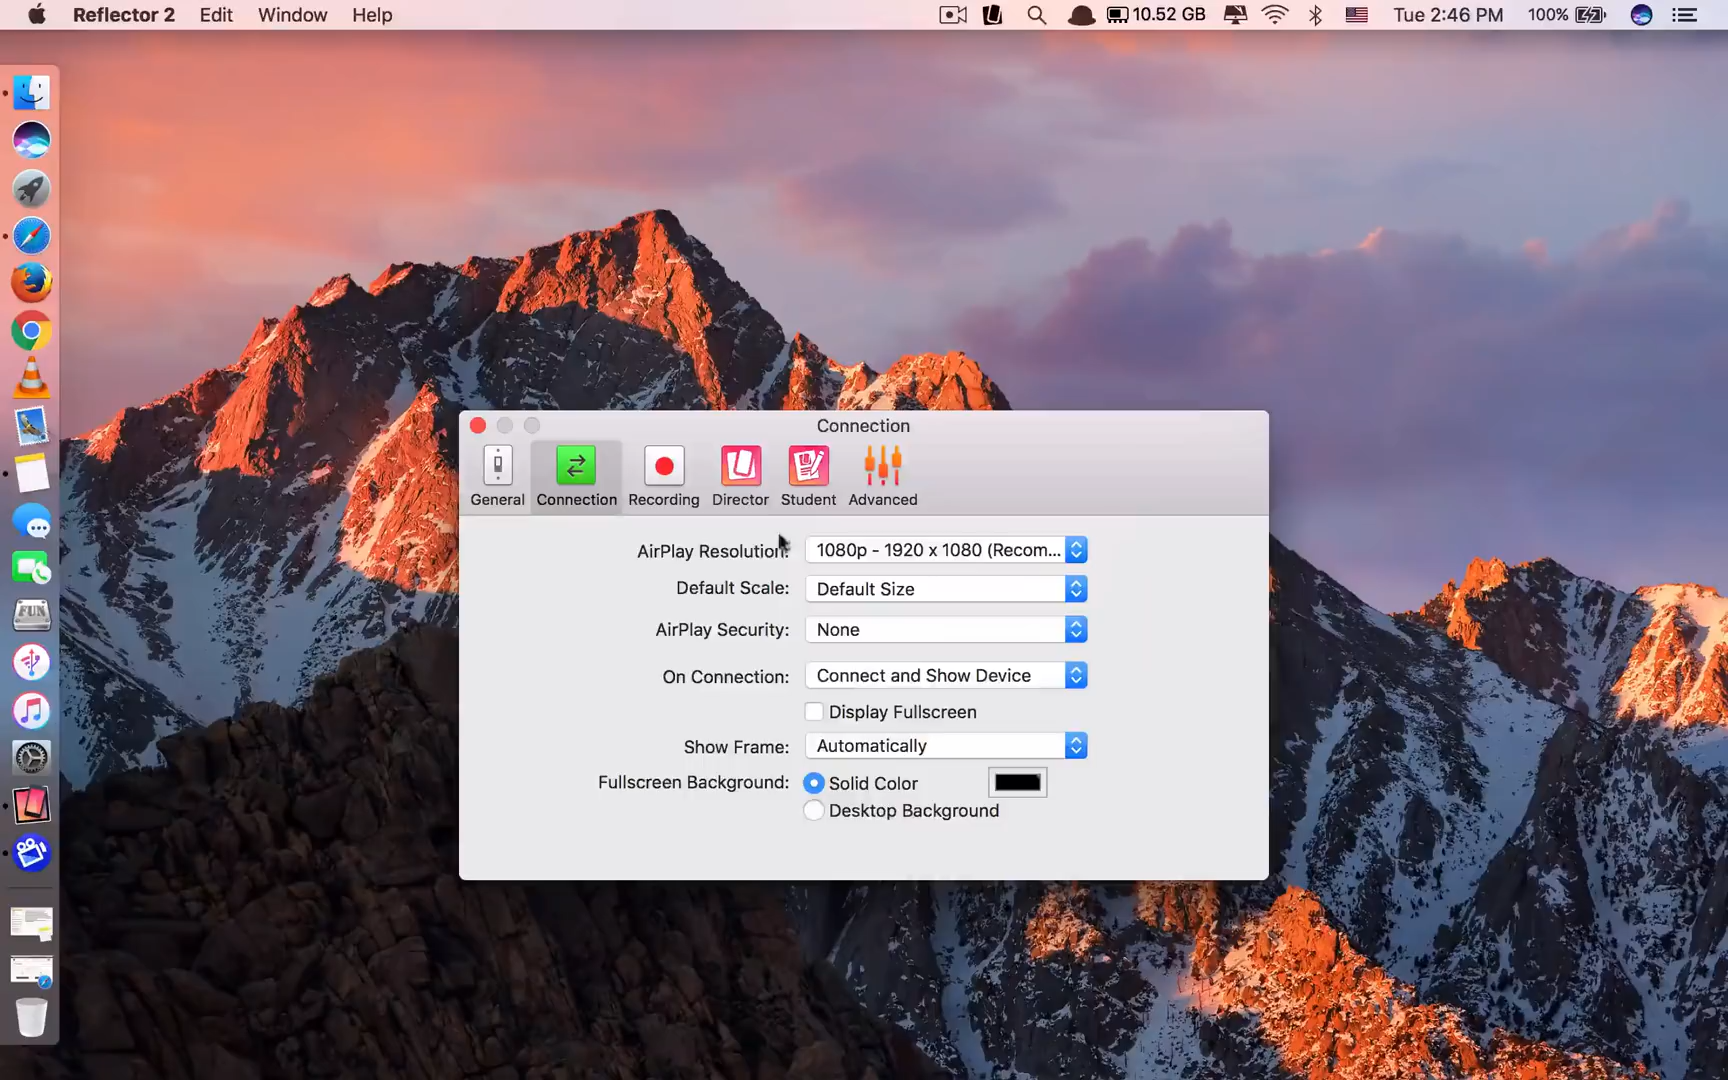 Reflector 2 Edit Window Help 10.52 GB Tue 2:46 PM 100%
Connection
General Connection Recording Director Student Advanced
AirPlay Resolution: 1080p - 1920 x 1080 (Recom...
Default Scale: Default Size
AirPlay Security: None
On Connection: Connect and Show Device
Display Fullscreen
Show Frame: Automatically
Fullscreen Background: Solid Color
Desktop Background
FUN